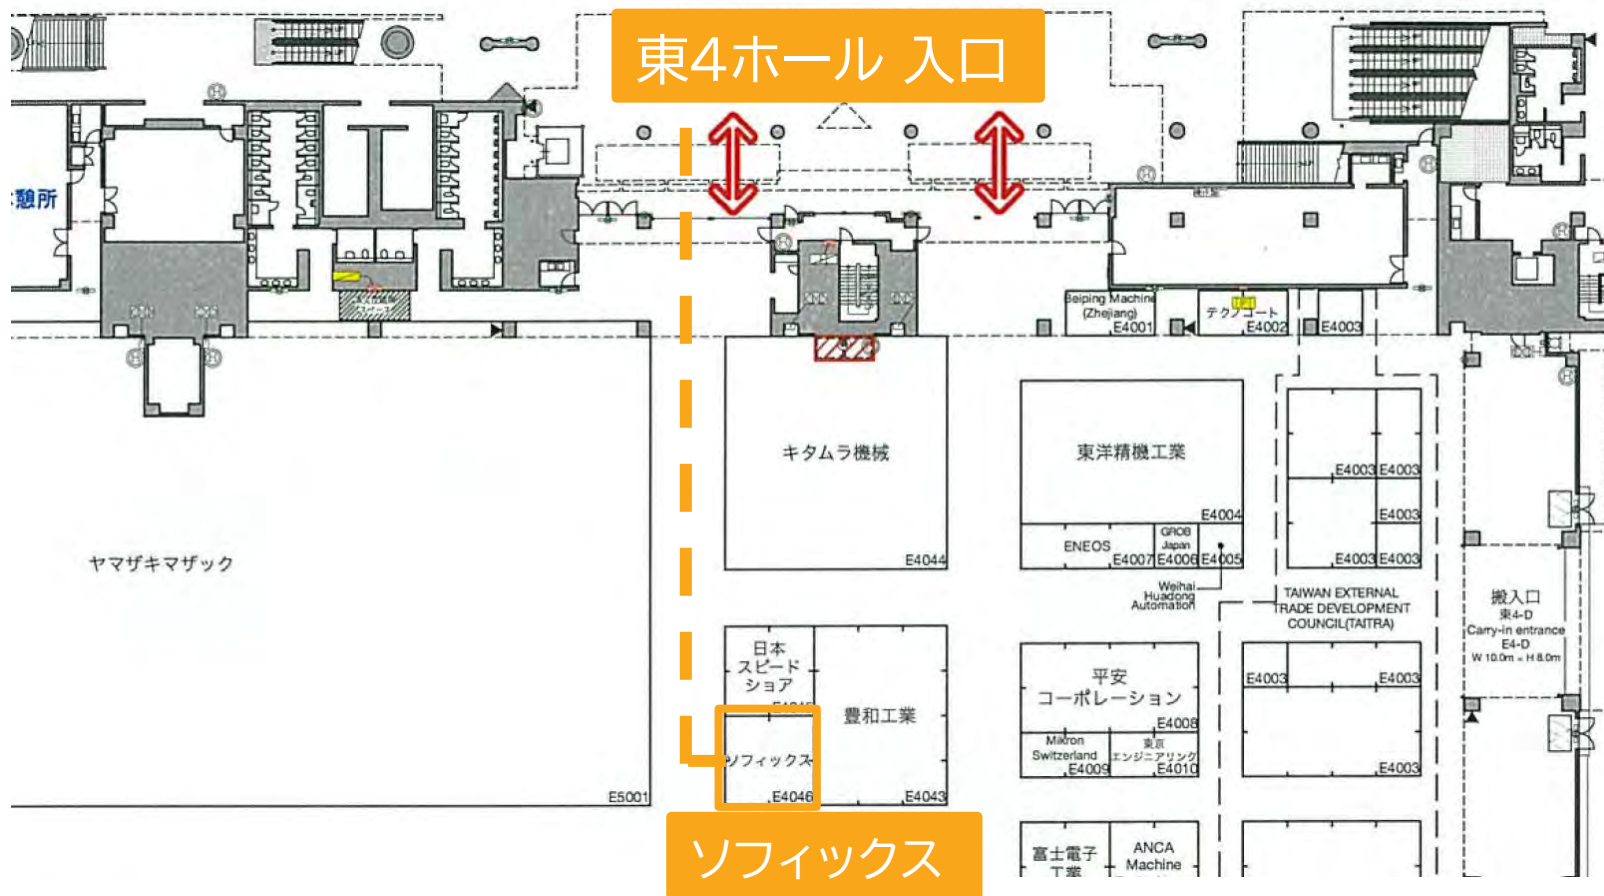 東4ホール 入口
憩所
Beiping Machine
(Zhejiang)
E4001
テクノコート
E4002
E4003
キタムラ機械
E4044
東洋精機工業
E4004
ENEOS
E4007
GROB
Japan
E4006
E4005
Weihai
Huadong
Automation
E4003
E4003
E4003
E4003
E4003
TAIWAN EXTERNAL
TRADE DEVELOPMENT
COUNCIL(TAITRA)
搬入口
東4-D
Carry-in entrance
E4-D
W 10.0m × H 8.0m
ヤマザキマザック
E5001
日本
スピード
ショア
豊和工業
E4043
ソフィックス
E4046
平安
コーポレーション
E4008
Mikron
Switzerland
E4009
東京
エンジニアリング
E4010
E4003
E4003
E4003
ソフィックス
富士電子
工業
ANCA
Machine